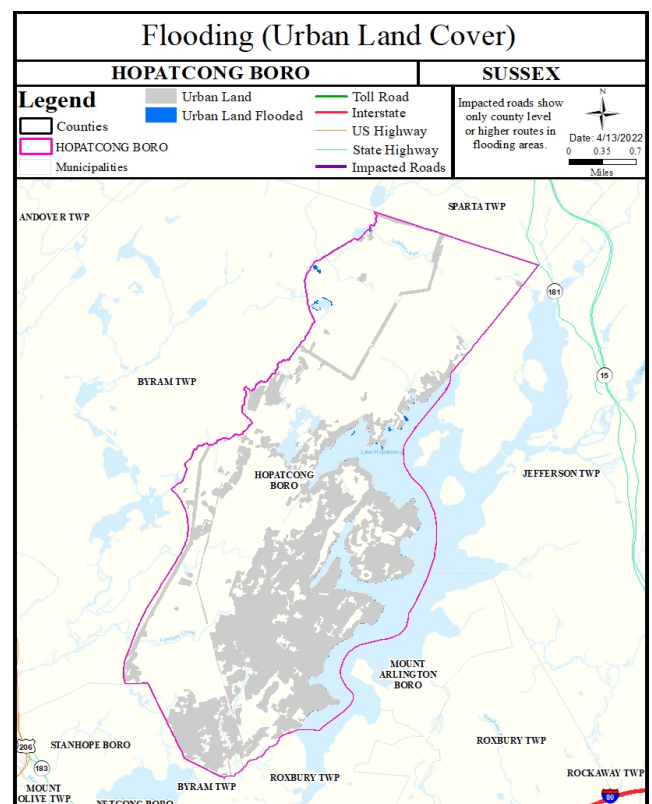 Flooding (Urban Land Cover)
HOPATCONG BORO
SUSSEX
Legend
Counties
HOPATCONG BORO
Municipalities
Urban Land
Urban Land Flooded
Toll Road
Interstate
US Highway
State Highway
Impacted Roads
Impacted roads show
only county level
or higher routes in
flooding areas.
N
Date: 4/13/2022
0 0.35 0.7
Miles
ANDOVER TWP
SPARTA TWP
181
15
BYRAM TWP
Lake Hopatcong
HOPATCONG
BORO
JEFFERSON TWP
MOUNT
ARLINGTON
BORO
206
STANHOPE BORO
183
ROXBURY TWP
MOUNT
OLIVE TWP
BYRAM TWP
ROXBURY TWP
ROCKAWAY TWP
80
NETCONG BORO